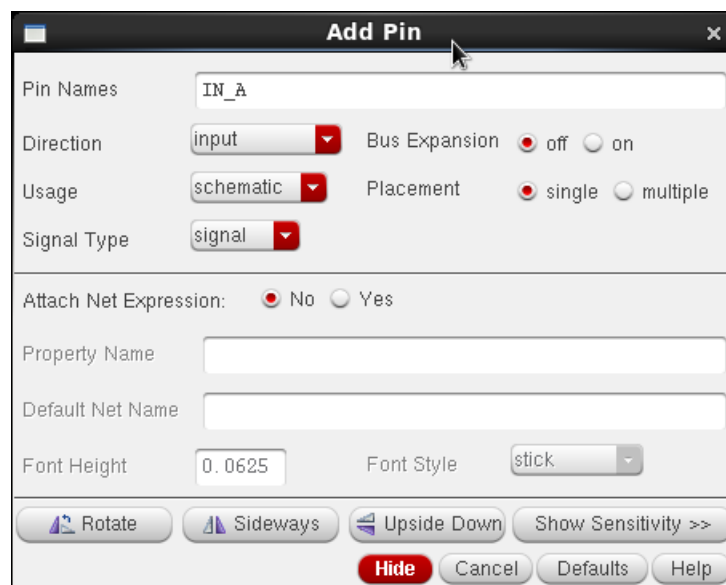 Add Pin
Pin Names IN_A
Direction input Bus Expansion off on
Usage schematic Placement single multiple
Signal Type signal
Attach Net Expression: No Yes
Property Name
Default Net Name
Font Height 0.0625 Font Style stick
Rotate Sideways Upside Down Show Sensitivity >>
Hide Cancel Defaults Help